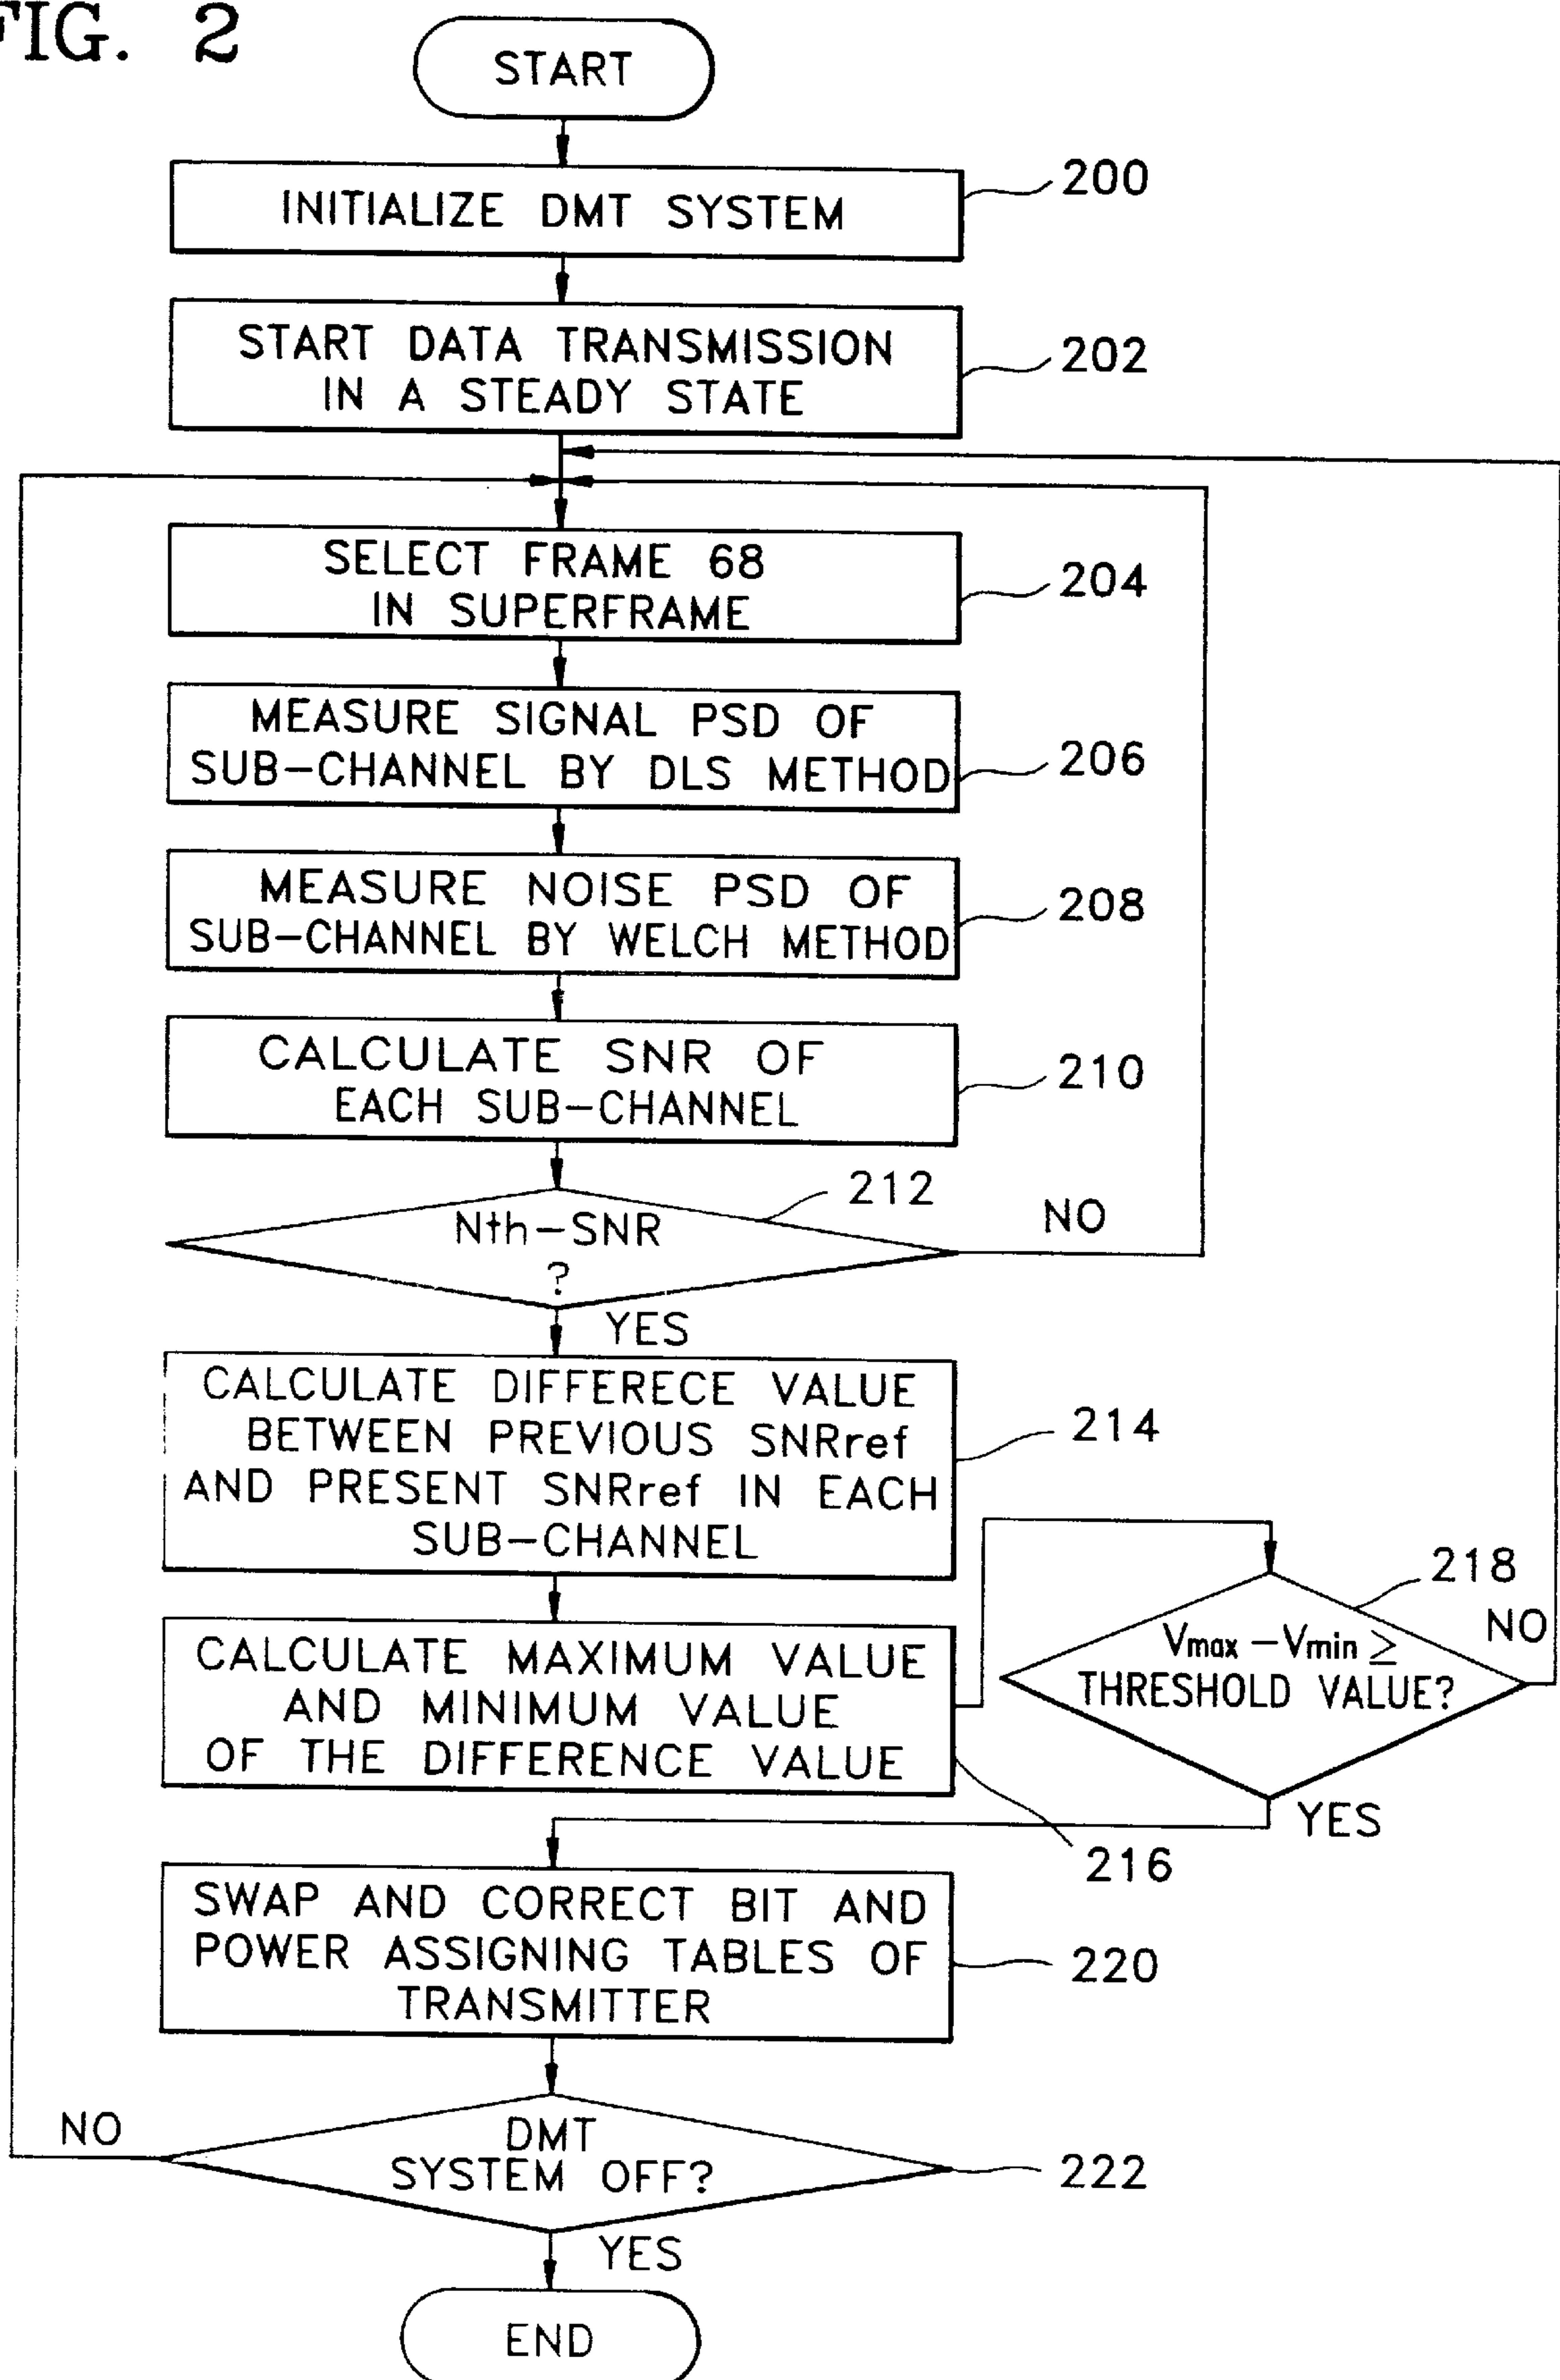 FIG. 2
START
INITIALIZE DMT SYSTEM
200
START DATA TRANSMISSION
IN A STEADY STATE
202
SELECT FRAME 68
IN SUPERFRAME
204
MEASURE SIGNAL PSD OF
SUB-CHANNEL BY DLS METHOD
206
MEASURE NOISE PSD OF
SUB-CHANNEL BY WELCH METHOD
208
CALCULATE SNR OF
EACH SUB-CHANNEL
210
212
Nth-SNR
?
NO
YES
CALCULATE DIFFERECE VALUE
BETWEEN PREVIOUS SNRref
AND PRESENT SNRref IN EACH
SUB-CHANNEL
214
CALCULATE MAXIMUM VALUE
AND MINIMUM VALUE
OF THE DIFFERENCE VALUE
216
218
Vmax -Vmin ≥
THRESHOLD VALUE?
NO
YES
SWAP AND CORRECT BIT AND
POWER ASSIGNING TABLES OF
TRANSMITTER
220
DMT
SYSTEM OFF?
222
NO
YES
END